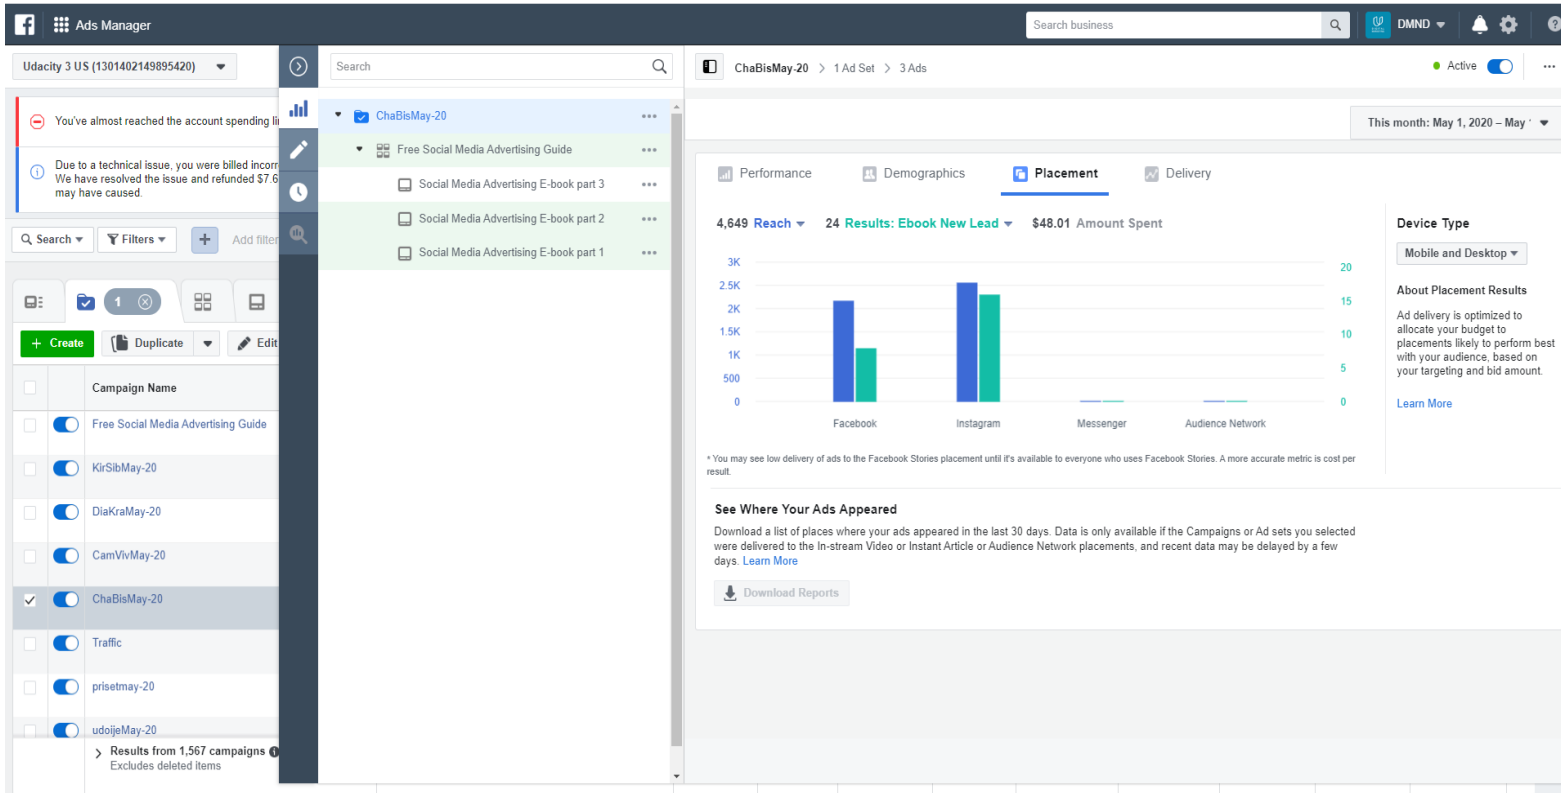 Ads Manager
Search business
DMND
Udacity 3 US (1301402149895420)
You've almost reached the account spending
Due to a technical issue, you were billed
We have resolved the issue and refunded $7.6
may have caused.
Search
Filters
Add filter
1
+ Create
Duplicate
Edit
Campaign Name
Free Social Media Advertising Guide
KirSibMay-20
DiaKraMay-20
CamVivMay-20
ChaBisMay-20
Traffic
prisetmay-20
udoijeMay-20
Results from 1,567 campaigns
Excludes deleted items
Search
ChaBisMay-20
Free Social Media Advertising Guide
Social Media Advertising E-book part 3
Social Media Advertising E-book part 2
Social Media Advertising E-book part 1
ChaBisMay-20 > 1 Ad Set > 3 Ads
Active
This month: May 1, 2020 – May
Performance
Demographics
Placement
Delivery
4,649 Reach 24 Results: Ebook New Lead $48.01 Amount Spent
3K
2.5K
2K
1.5K
1K
500
0
20
15
10
5
0
Facebook
Instagram
Messenger
Audience Network
* You may see low delivery of ads to the Facebook Stories placement until it's available to everyone who uses Facebook Stories. A more accurate metric is cost per
result.
Device Type
Mobile and Desktop
About Placement Results
Ad delivery is optimized to
allocate your budget to
placements likely to perform best
with your audience, based on
your targeting and bid amount.
Learn More
See Where Your Ads Appeared
Download a list of places where your ads appeared in the last 30 days. Data is only available if the Campaigns or Ad sets you selected
were delivered to the In-stream Video or Instant Article or Audience Network placements, and recent data may be delayed by a few
days. Learn More
Download Reports